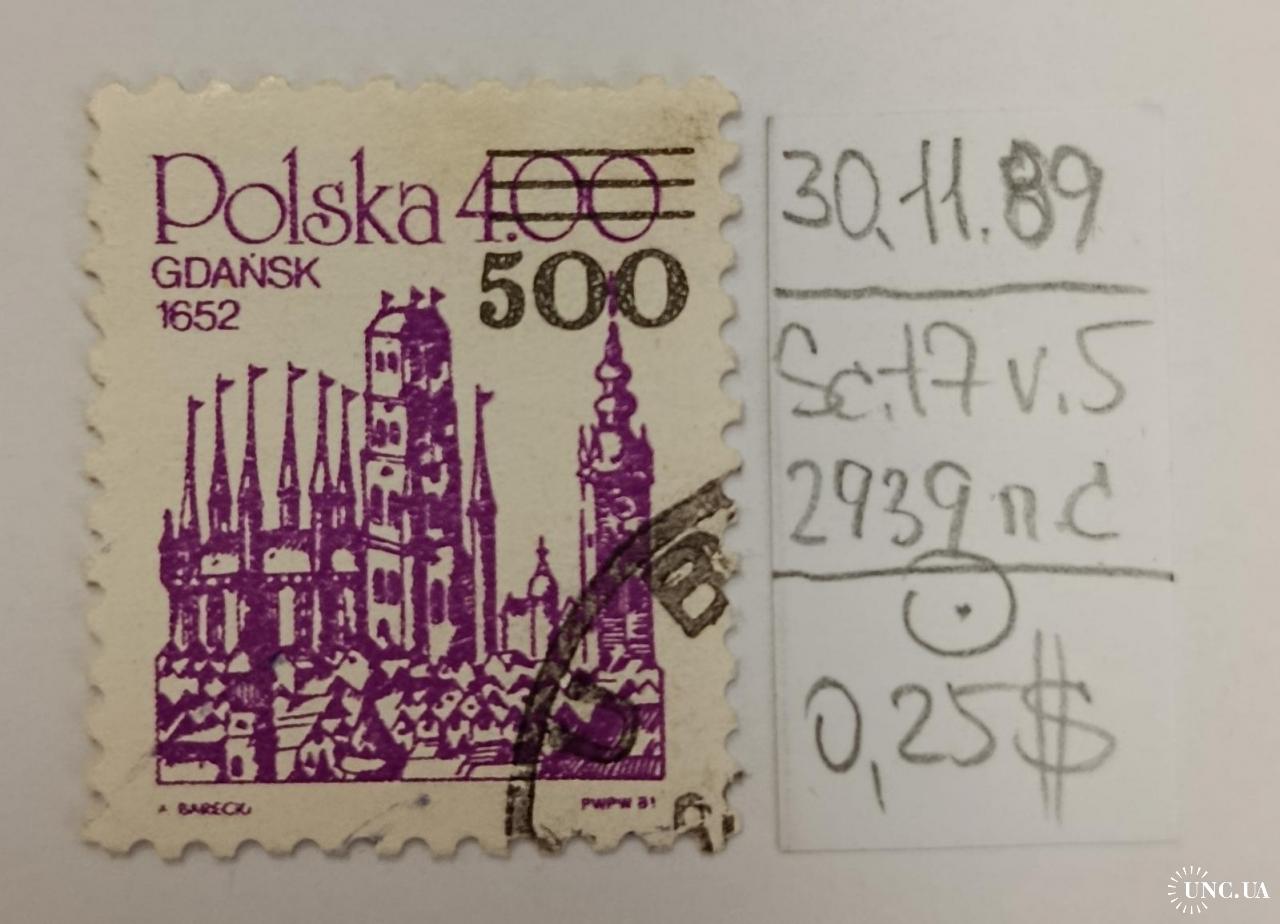 Polska 4.00
500
GDAŃSK
1652
A BARECKI
PWPW 81
B
30.11.89
Sc.17 v.5
2939 п.с
0,25$
UNC.UA